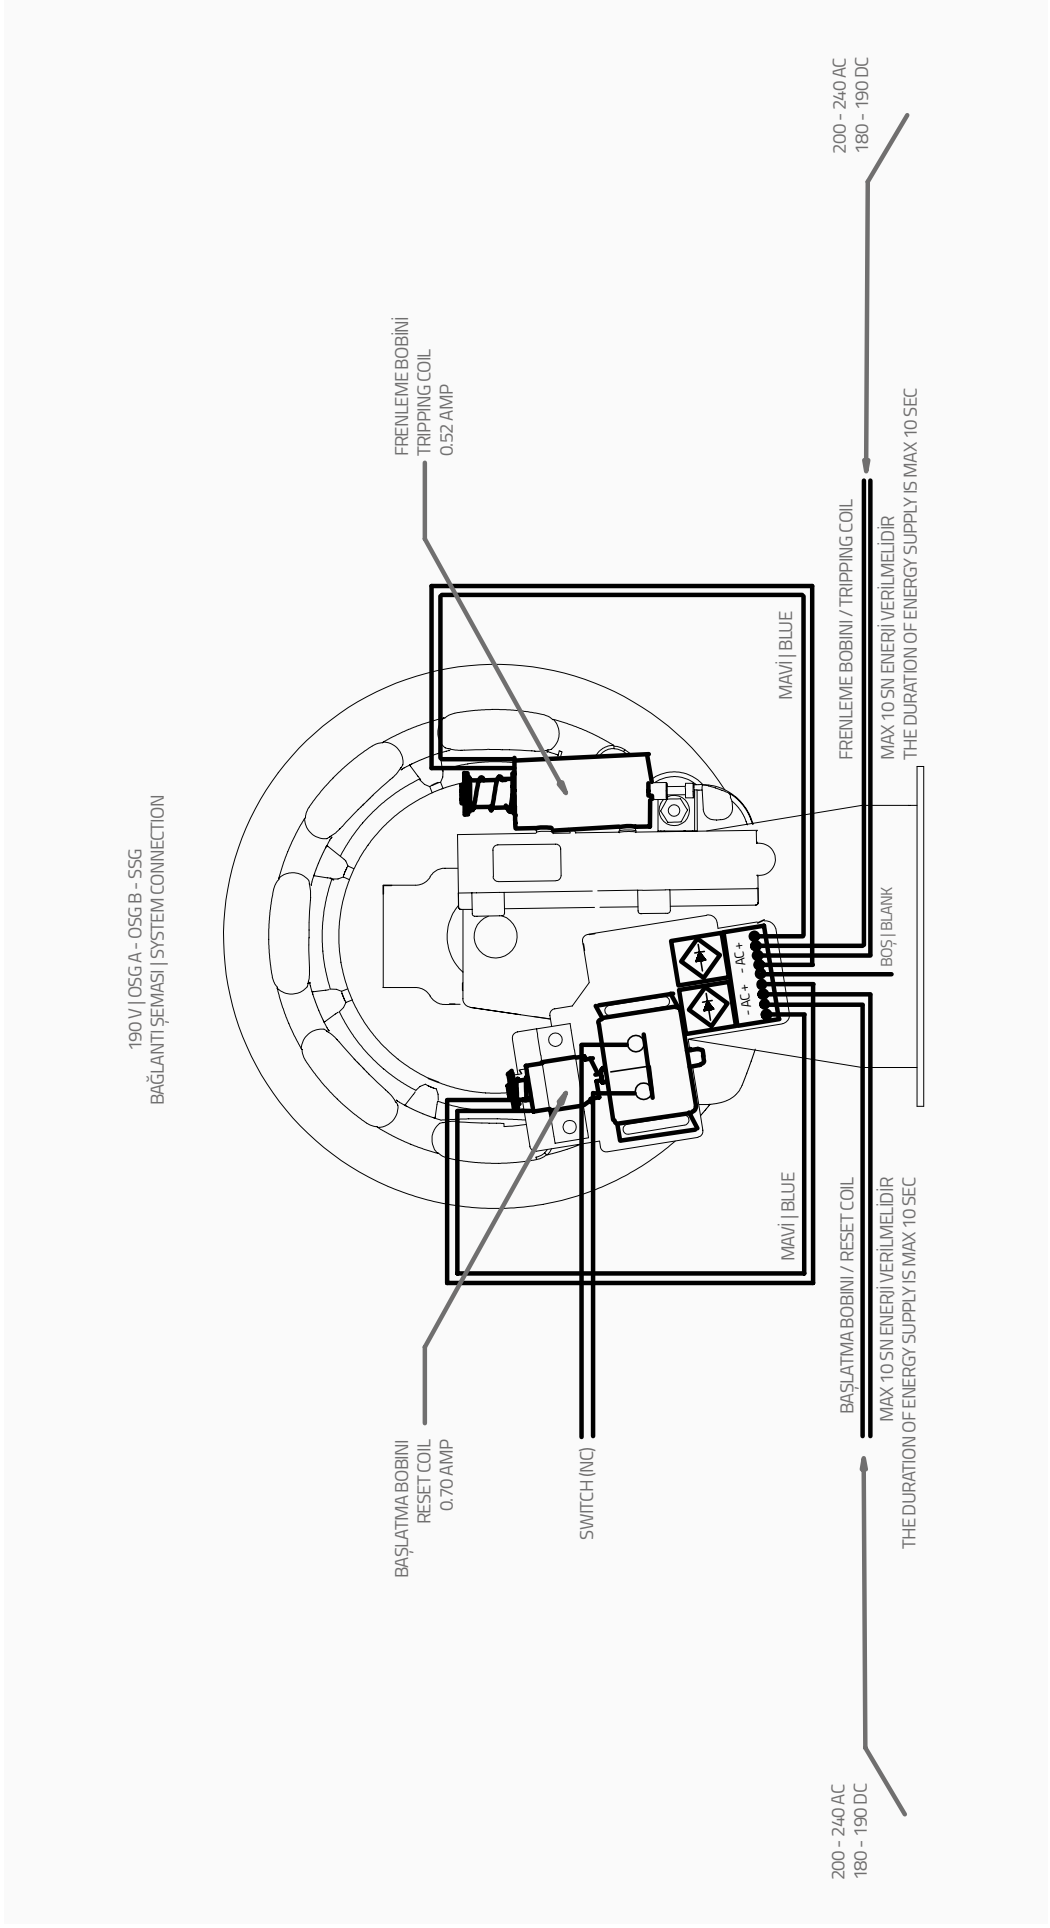 190 V | OSG A - OSG B - SSG
BAĞLANTI ŞEMASI | SYSTEM CONNECTION
BAŞLATMA BOBINI
RESET COIL
0.70 AMP
FRENLEME BOBİNİ
TRIPPING COIL
0.52 AMP
SWITCH (NC)
- AC +
- AC +
MAVİ | BLUE
MAVİ | BLUE
200 - 240 AC
180 - 190 DC
BAŞLATMA BOBINI / RESET COIL
MAX 10 SN ENERJİ VERİLMELİDİR
THE DURATION OF ENERGY SUPPLY IS MAX 10 SEC
BOŞ | BLANK
FRENLEME BOBINI / TRIPPING COIL
MAX 10 SN ENERJİ VERİLMELİDİR
THE DURATION OF ENERGY SUPPLY IS MAX 10 SEC
200 - 240 AC
180 - 190 DC